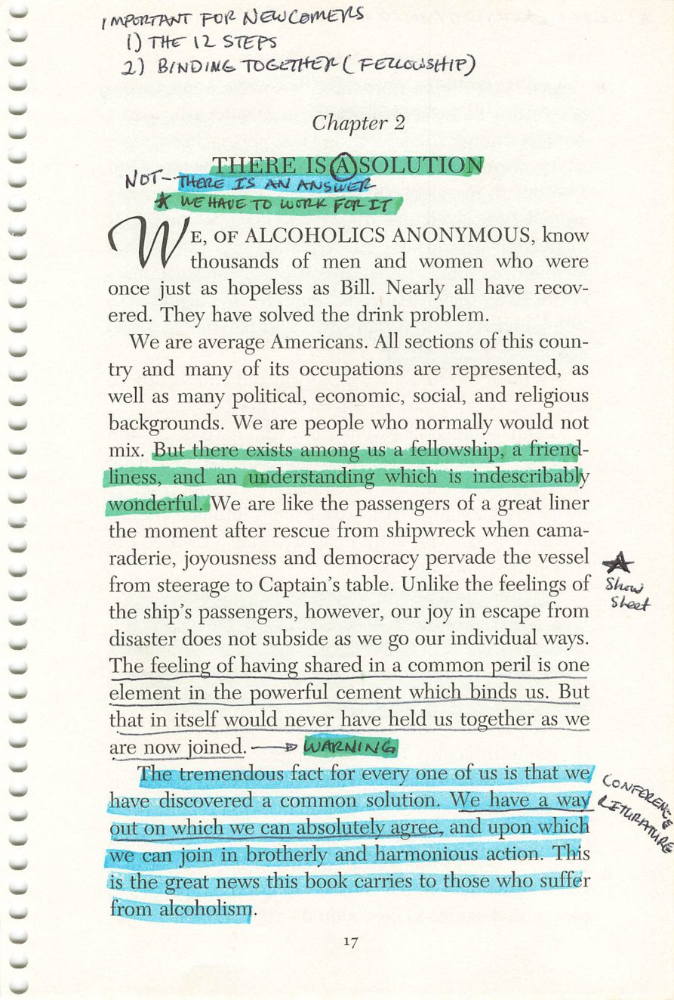 IMPORTANT FOR NEWCOMERS
1) THE 12 STEPS
2) BINDING TOGETHER (FELLOWSHIP)
Chapter 2
THERE IS A SOLUTION
NOT - THERE IS AN ANSWER
* WE HAVE TO WORK FOR IT
WE, OF ALCOHOLICS ANONYMOUS, know
thousands of men and women who were
once just as hopeless as Bill. Nearly all have recov-
ered. They have solved the drink problem.
We are average Americans. All sections of this coun-
try and many of its occupations are represented, as
well as many political, economic, social, and religious
backgrounds. We are people who normally would not
mix. But there exists among us a fellowship, a friend-
liness, and an understanding which is indescribably
wonderful. We are like the passengers of a great liner
the moment after rescue from shipwreck when cama-
raderie, joyousness and democracy pervade the vessel
from steerage to Captain's table. Unlike the feelings of
the ship's passengers, however, our joy in escape from
disaster does not subside as we go our individual ways.
The feeling of having shared in a common peril is one
element in the powerful cement which binds us. But
that in itself would never have held us together as we
are now joined. → WARNING
★ Show
Sheet
The tremendous fact for every one of us is that we
have discovered a common solution. We have a way
out on which we can absolutely agree, and upon which
we can join in brotherly and harmonious action. This
is the great news this book carries to those who suffer
from alcoholism.
CONFERENCE
LITURATURE
17